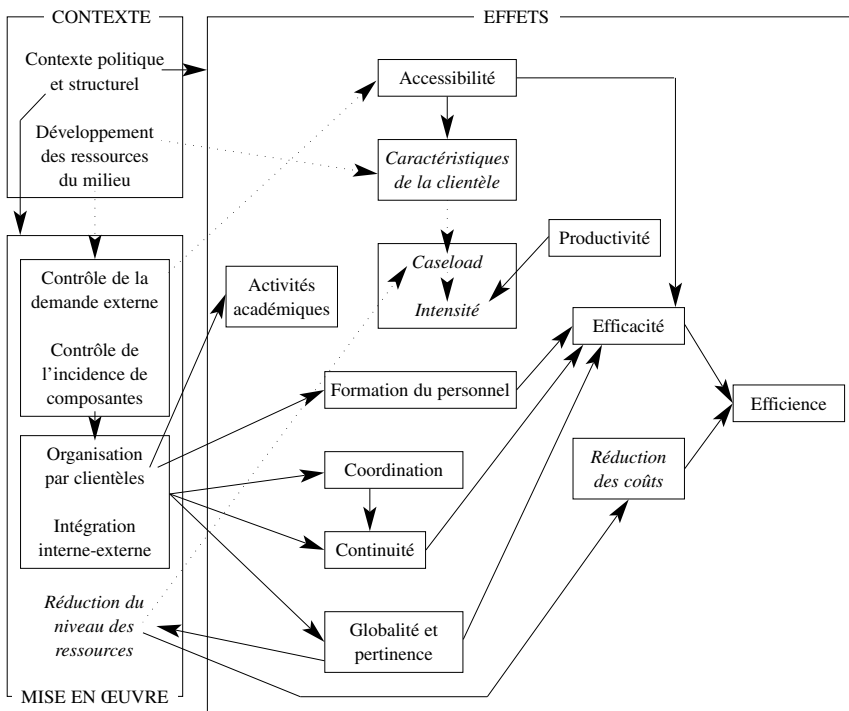 CONTEXTE
EFFETS
Contexte politique
et structurel
Développement
des ressources
du milieu
Accessibilité
Caractéristiques
de la clientèle
Productivité
Caseload
Intensité
Contrôle de la
demande externe
Contrôle de
l'incidence de
composantes
Activités
académiques
Efficacité
Formation du personnel
Efficience
Organisation
par clientèles
Intégration
interne-externe
Coordination
Continuité
Réduction
des coûts
Réduction du
niveau des
ressources
Globalité et
pertinence
MISE EN ŒUVRE